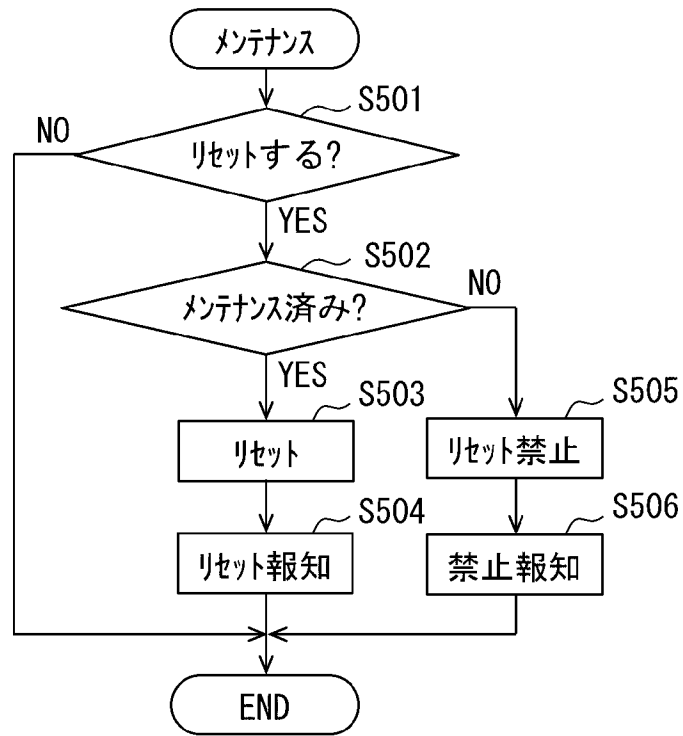 メンテナンス
S501
NO
リセットする?
YES
S502
NO
メンテナンス済み?
YES
S503
S505
リセット
リセット禁止
S504
S506
リセット報知
禁止報知
END